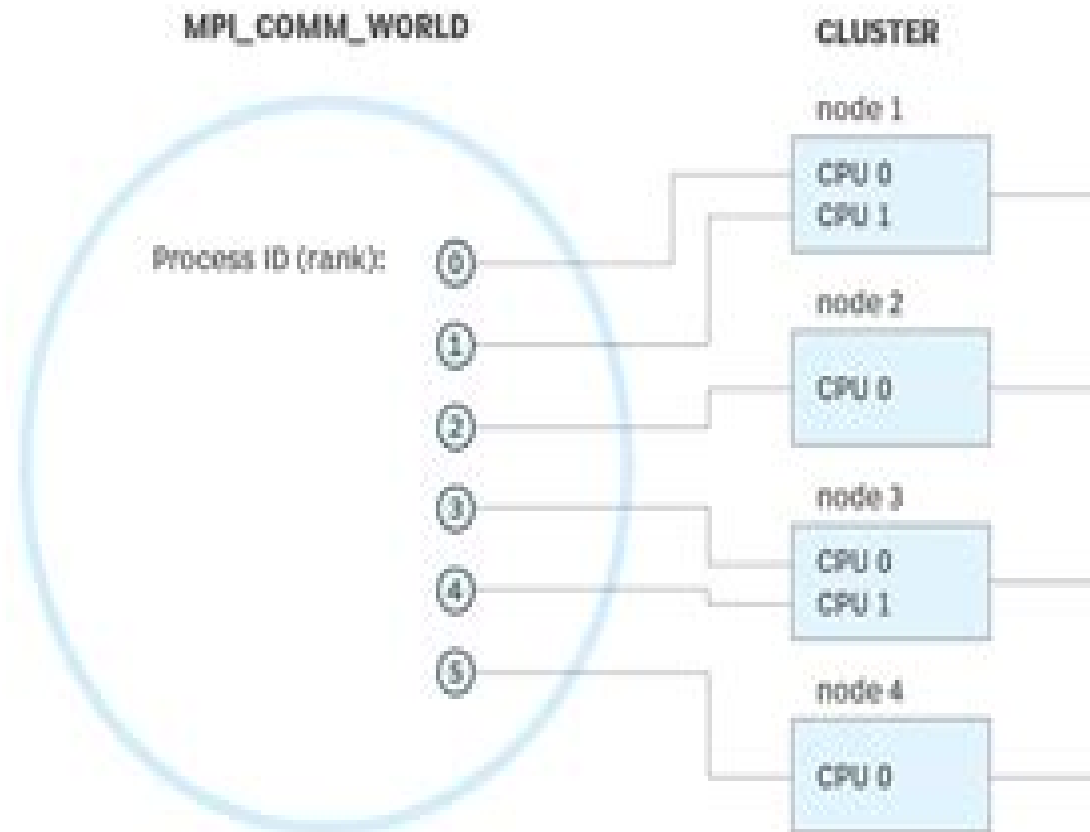 MPI_COMM_WORLD
CLUSTER
node 1
CPU 0
CPU 1
Process ID (rank):
0
1
2
3
4
5
node 2
CPU 0
node 3
CPU 0
CPU 1
node 4
CPU 0